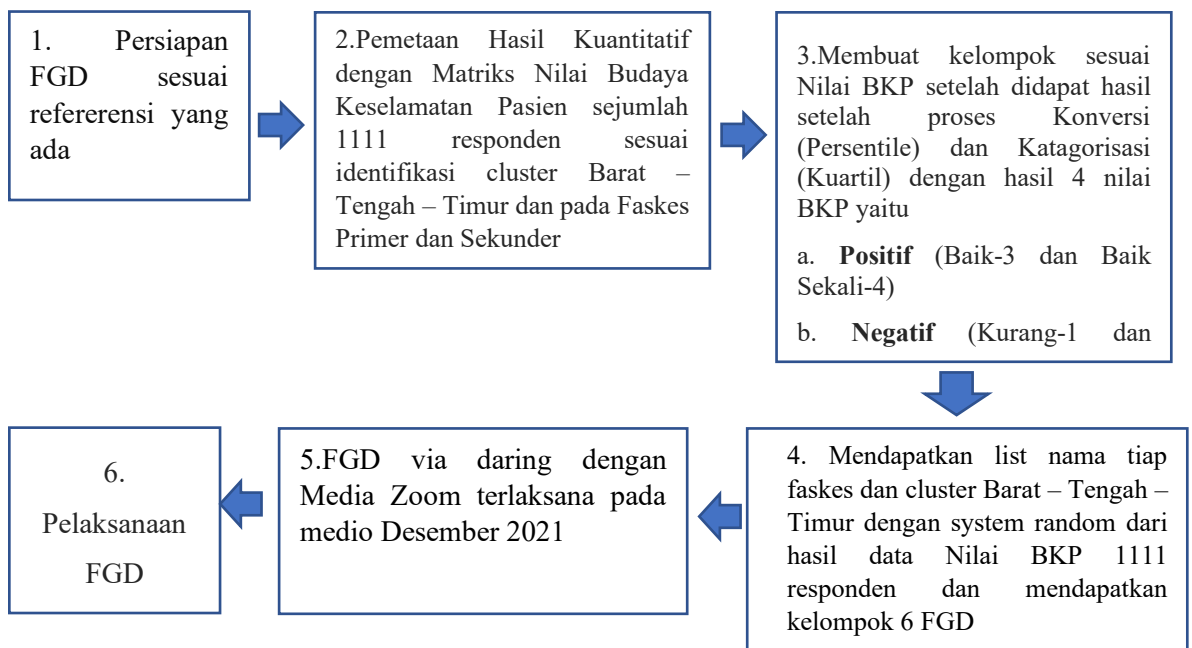 1. Persiapan
FGD sesuai
refererensi yang
ada
2.Pemetaan Hasil Kuantitatif
dengan Matriks Nilai Budaya
Keselamatan Pasien sejumlah
1111 responden sesuai
identifikasi cluster Barat –
Tengah – Timur dan pada Faskes
Primer dan Sekunder
3.Membuat kelompok sesuai
Nilai BKP setelah didapat hasil
setelah proses Konversi
(Persentile) dan Katagorisasi
(Kuartil) dengan hasil 4 nilai
BKP yaitu
a. Positif (Baik-3 dan Baik
Sekali-4)
b. Negatif (Kurang-1 dan
4. Mendapatkan list nama tiap
faskes dan cluster Barat – Tengah –
Timur dengan system random dari
hasil data Nilai BKP 1111
responden dan mendapatkan
kelompok 6 FGD
5.FGD via daring dengan
Media Zoom terlaksana pada
medio Desember 2021
6.
Pelaksanaan
FGD